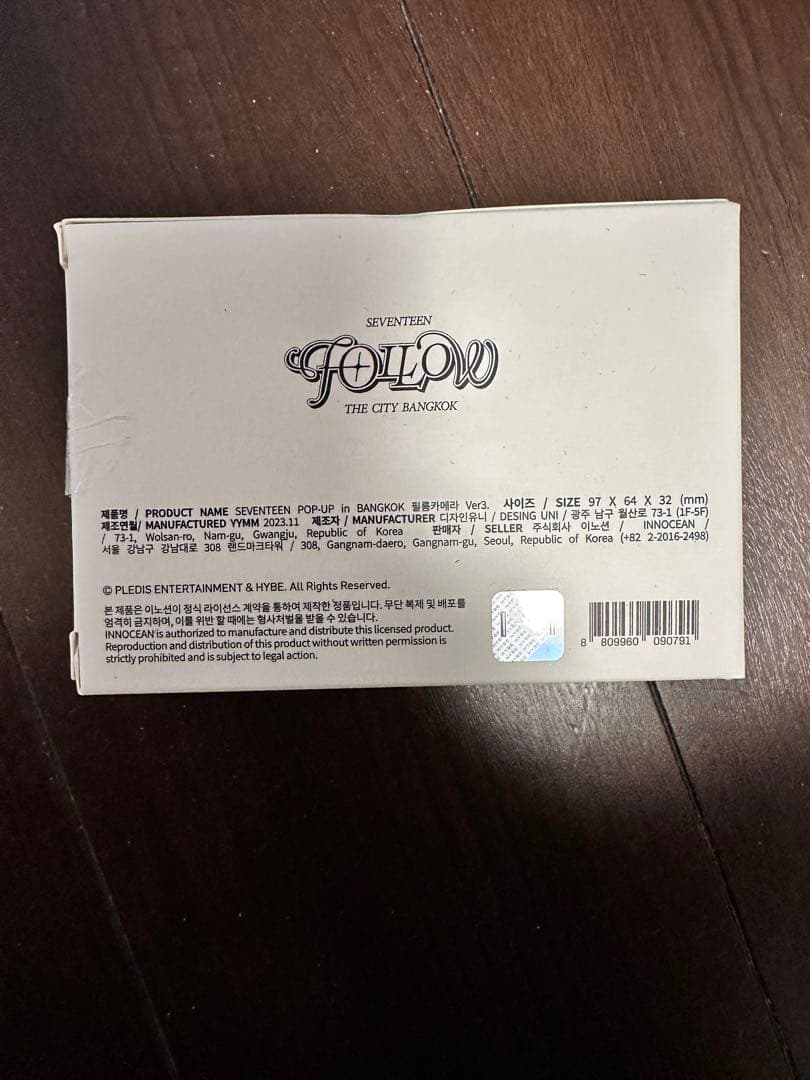 SEVENTEEN
FOLLOW
THE CITY BANGKOK
제품명 / PRODUCT NAME SEVENTEEN POP-UP in BANGKOK 필름카메라 Ver3. 사이즈 / SIZE 97 X 64 X 32 (mm)
제조연월/ MANUFACTURED YYMM 2023.11 제조자 / MANUFACTURER 디자인유니 / DESING UNI / 광주 남구 월산로 73-1 (1F-5F)
/ 73-1, Wolsan-ro, Nam-gu, Gwangju, Republic of Korea 판매자 / SELLER 주식회사 이노션 / INNOCEAN /
서울 강남구 강남대로 308 랜드마크타워 / 308, Gangnam-daero, Gangnam-gu, Seoul, Republic of Korea (+82 2-2016-2498)
© PLEDIS ENTERTAINMENT & HYBE. All Rights Reserved.
본 제품은 이노션이 정식 라이선스 계약을 통하여 제작한 정품입니다. 무단 복제 및 배포를
엄격히 금지하며, 이를 위반 할 때에는 형사처벌을 받을 수 있습니다.
INNOCEAN is authorized to manufacture and distribute this licensed product.
Reproduction and distribution of this product without written permission is
strictly prohibited and is subject to legal action.
8 809960 090791